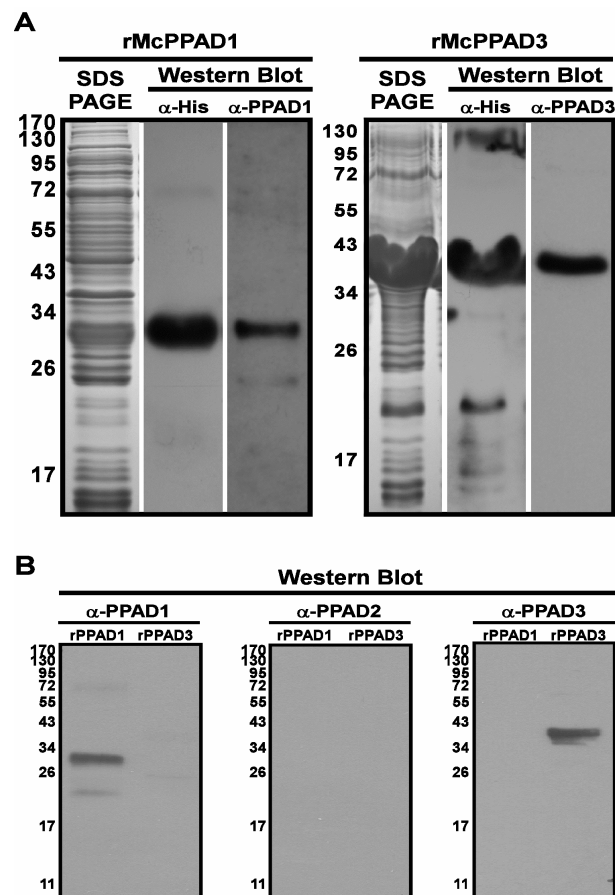 A
rMcPPAD1
SDS PAGE
Western Blot
α-His α-PPAD1
170
130
95
72
55
43
34
26
17
rMcPPAD3
SDS PAGE
Western Blot
α-His α-PPAD3
130
95
72
55
43
34
26
17
B
Western Blot
α-PPAD1
rPPAD1 rPPAD3
170
130
95
72
55
43
34
26
17
11
α-PPAD2
rPPAD1 rPPAD3
170
130
95
72
55
43
34
26
17
11
α-PPAD3
rPPAD1 rPPAD3
170
130
95
72
55
43
34
26
17
11